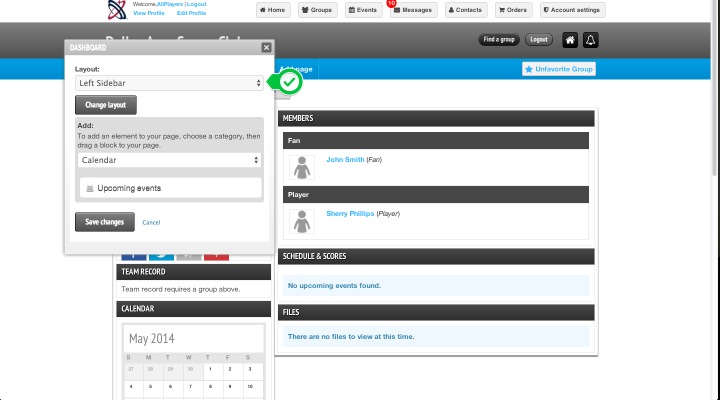 Welcome, AllPlayers | Logout
View Profile Edit Profile
Home Groups Events 10 Messages Contacts Orders Account settings
Find a group Logout
page
Unfavorite Group
DASHBOARD
Layout:
Left Sidebar
Change layout
Add:
To add an element to your page, choose a category, then
drag a block to your page.
Calendar
Upcoming events
Save changes Cancel
MEMBERS
Fan
John Smith (Fan)
Player
Sherry Phillips (Player)
SCHEDULE & SCORES
No upcoming events found.
FILES
There are no files to view at this time.
TEAM RECORD
Team record requires a group above.
CALENDAR
May 2014
S M T W T F S
27 28 29 30 1 2 3
4 5 6 7 8 9 10